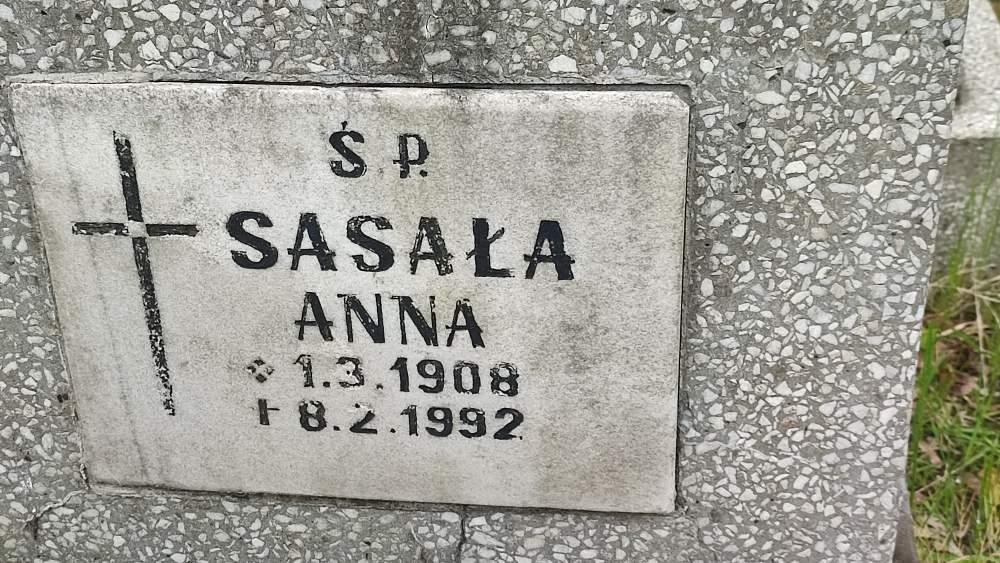 Ś.P.
SASAŁA
ANNA
* 1.3.1908
† 8.2.1992